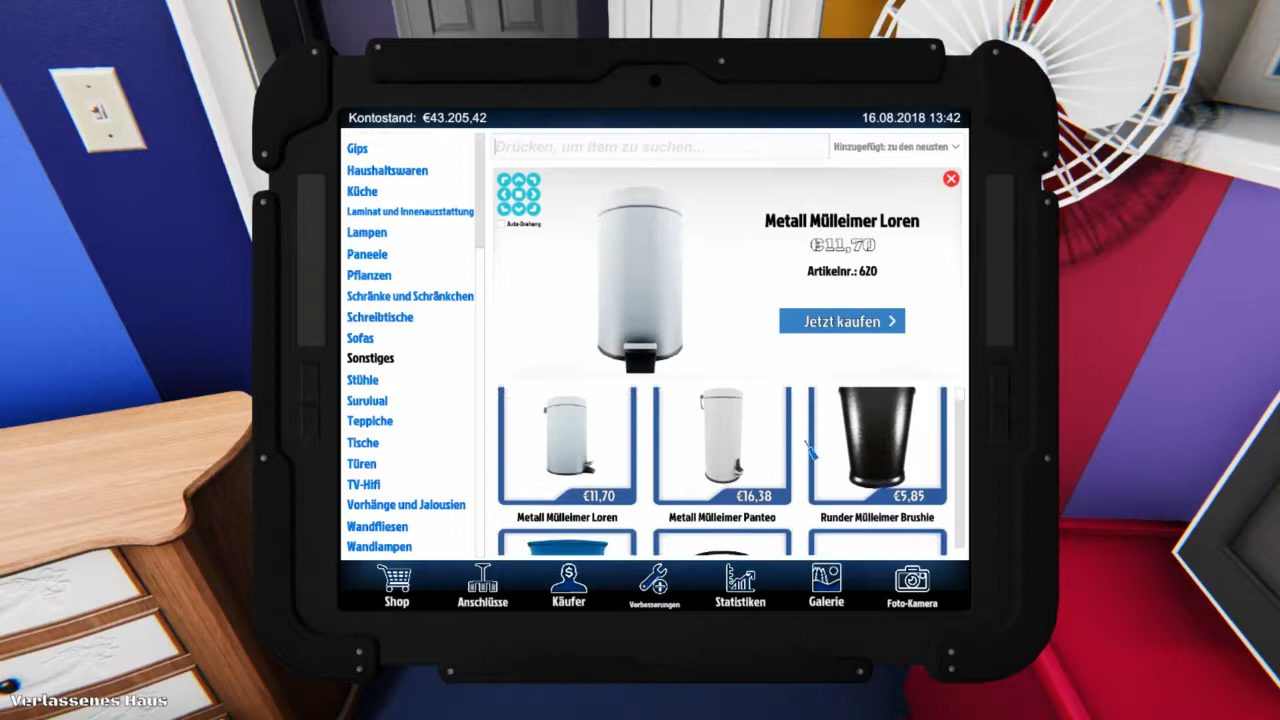 Kontostand: €43.205,42
16.08.2018 13:42
Gips
Haushaltswaren
Küche
Laminat und Innenausstattung
Lampen
Paneele
Pflanzen
Schränke und Schränkchen
Schreibtische
Sofas
Sonstiges
Stühle
Survival
Teppiche
Tische
Türen
TV-Hifi
Vorhänge und Jalousien
Wandfliesen
Wandlampen
Drücken, um Item zu suchen...
Hinzugefügt: zu den neusten
Auto-Drehung
Metall Mülleimer Loren
€11,70
Artikelnr.: 620
Jetzt kaufen
€11,70
€16,38
€5,85
Metall Mülleimer Loren
Metall Mülleimer Panteo
Runder Mülleimer Brushie
Shop
Anschlüsse
Käufer
Verbesserungen
Statistiken
Galerie
Foto-Kamera
Verlassenes Haus